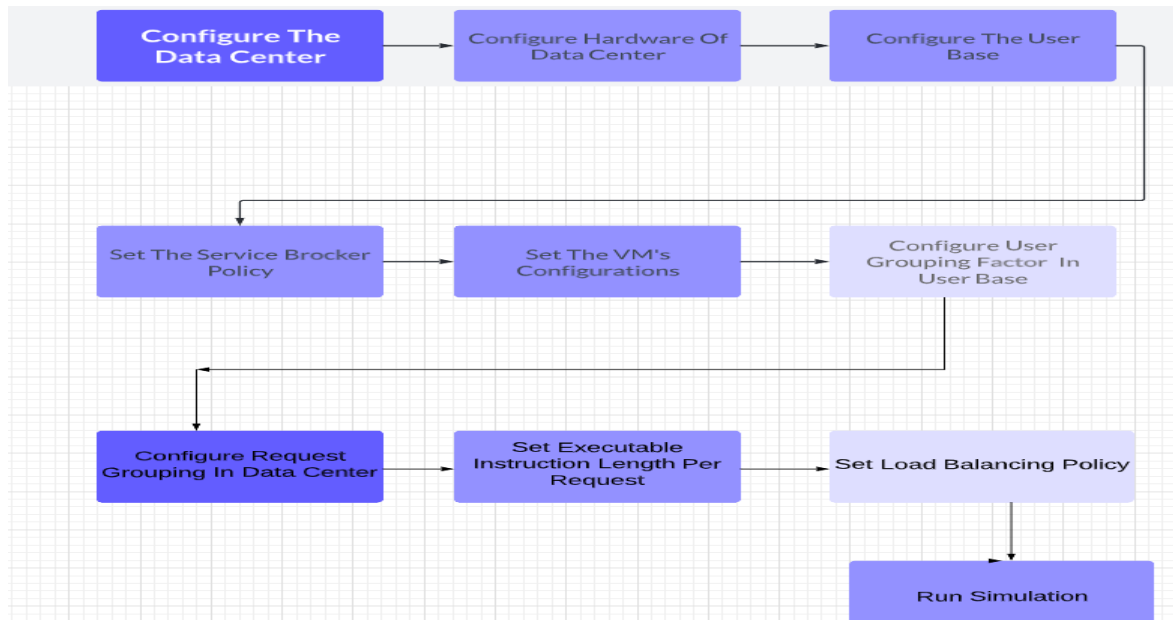 Configure The
Data Center
Configure Hardware Of
Data Center
Configure The User
Base
Set The Service Brocker
Policy
Set The VM's
Configurations
Configure User
Grouping Factor In
User Base
Configure Request
Grouping In Data Center
Set Executable
Instruction Length Per
Request
Set Load Balancing Policy
Run Simulation